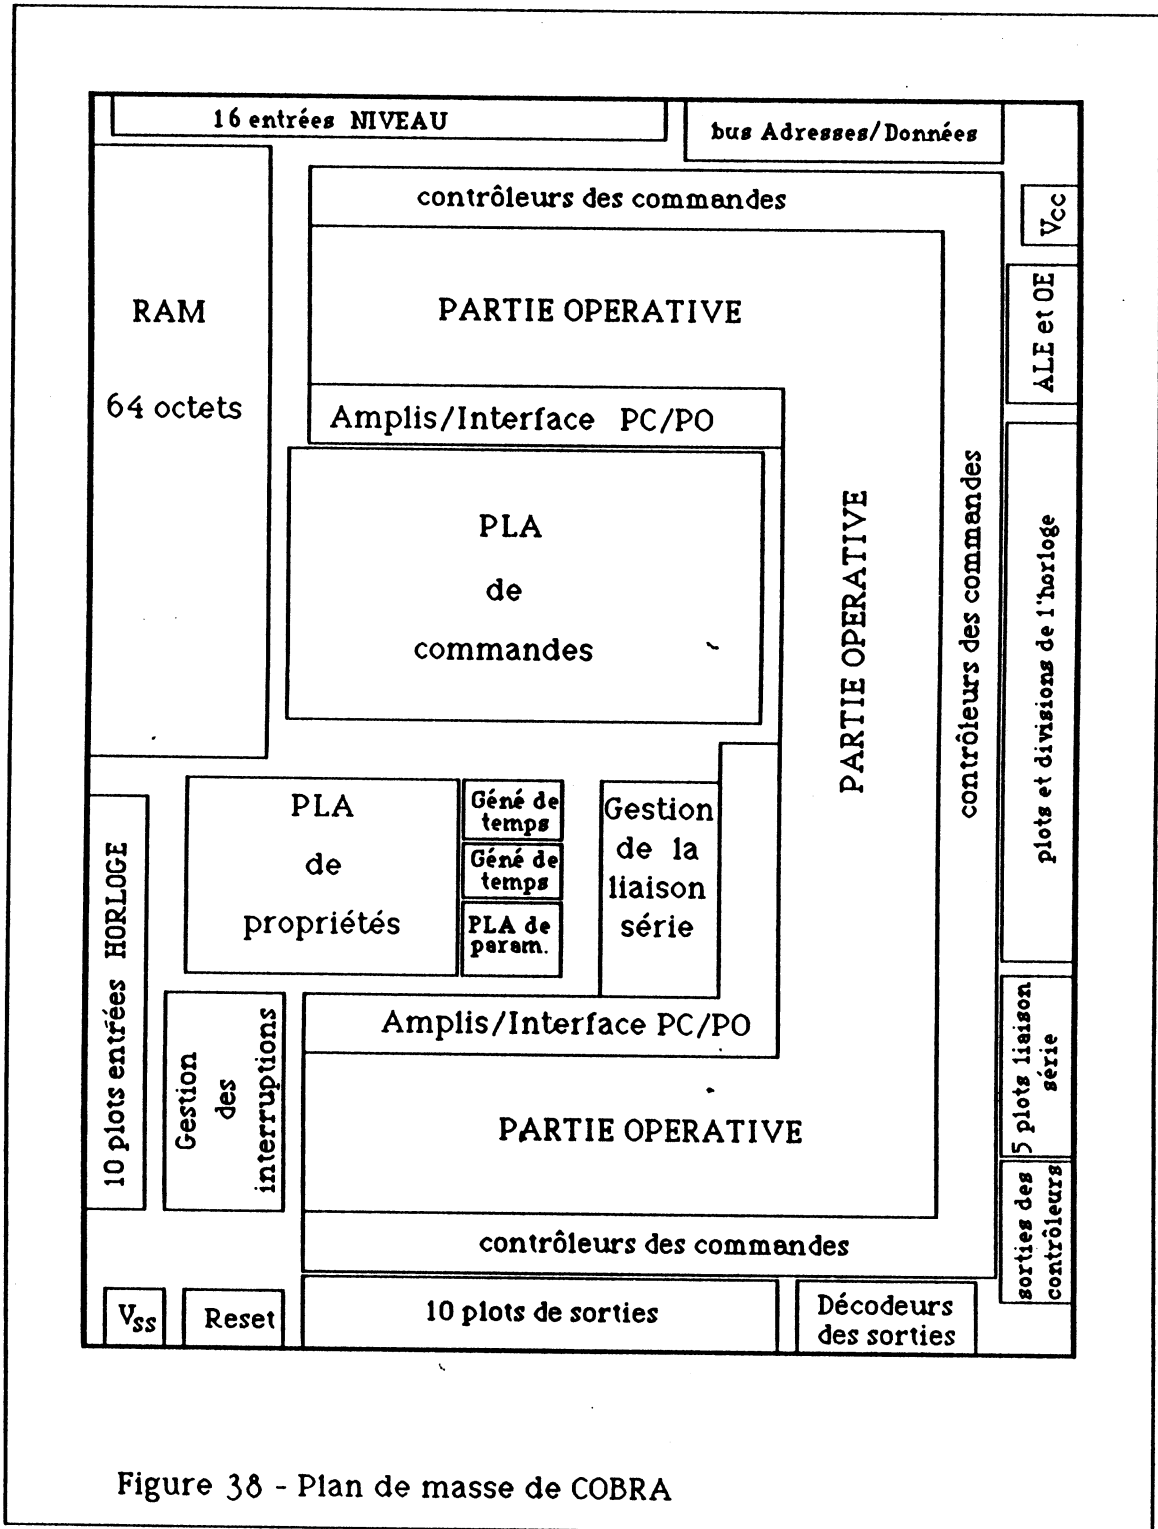 16 entrées NIVEAU
bus Adresses/Données
contrôleurs des commandes
Vcc
RAM
64 octets
PARTIE OPERATIVE
ALE et OE
Amplis/Interface PC/PO
PLA
de
commandes
PARTIE OPERATIVE
contrôleurs des commandes
plots et divisions de l'horloge
PLA
de
propriétés
Géné de
temps
Géné de
temps
PLA de
param.
Gestion
de la
liaison
série
10 plots entrées HORLOGE
Gestion
des
interruptions
Amplis/Interface PC/PO
5 plots liaison
série
PARTIE OPERATIVE
sorties des
contrôleurs
contrôleurs des commandes
Vss
Reset
10 plots de sorties
Décodeurs
des sorties
Figure 38 - Plan de masse de COBRA